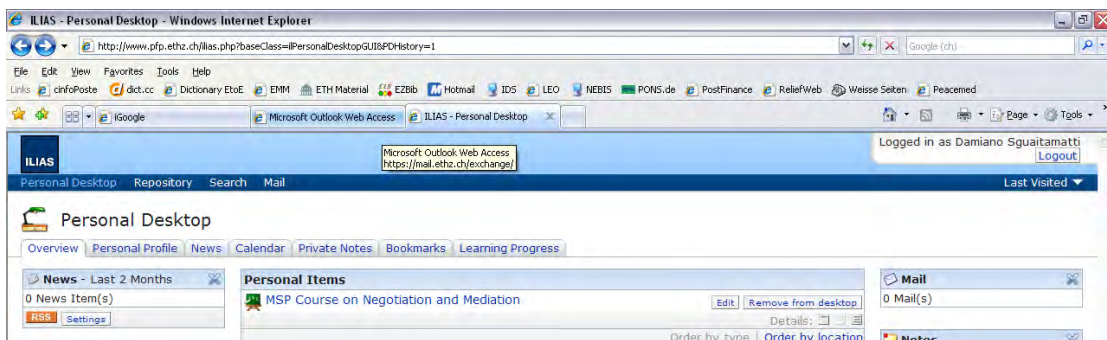 ILIAS - Personal Desktop - Windows Internet Explorer
http://www.pfp.ethz.ch/ilias.php?baseClass=ilPersonalDesktopGUI&PDHistory=1 Google (ch)
File Edit View Favorites Tools Help
Links cinfoPoste dict.cc Dictionary EtoE EMM ETH Material EZBib Hotmail IDS LEO NEBIS PONS.de PostFinance ReliefWeb Weisse Seiten Peacemed
iGoogle Microsoft Outlook Web Access ILIAS - Personal Desktop Page Tools
Microsoft Outlook Web Access
https://mail.ethz.ch/exchange/
Logged in as Damiano Sguaitamatti
Logout
ILIAS
Personal Desktop Repository Search Mail Last Visited
Personal Desktop
Overview Personal Profile News Calendar Private Notes Bookmarks Learning Progress
News - Last 2 Months Personal Items Mail
0 News Item(s) MSP Course on Negotiation and Mediation Edit Remove from desktop 0 Mail(s)
RSS Settings Details:
Order by type Order by location Notes